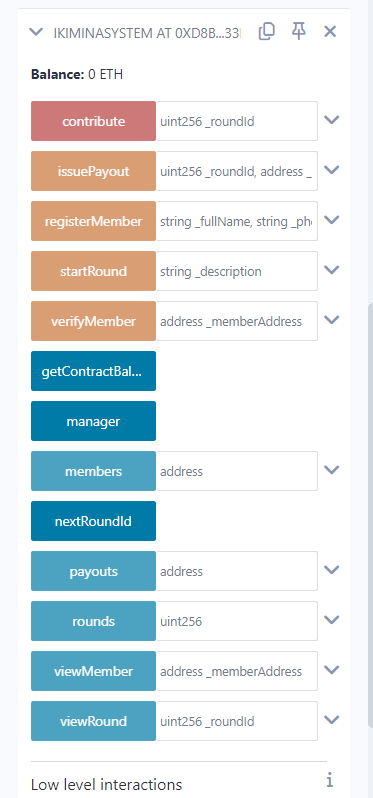 IKIMINASYSTEM AT 0XD8B...33
Balance: 0 ETH
contribute uint256 _roundId
issuePayout uint256 _roundId, address _
registerMember string _fullName, string _ph
startRound string _description
verifyMember address _memberAddress
getContractBal...
manager
members address
nextRoundId
payouts address
rounds uint256
viewMember address _memberAddress
viewRound uint256 _roundId
Low level interactions
i